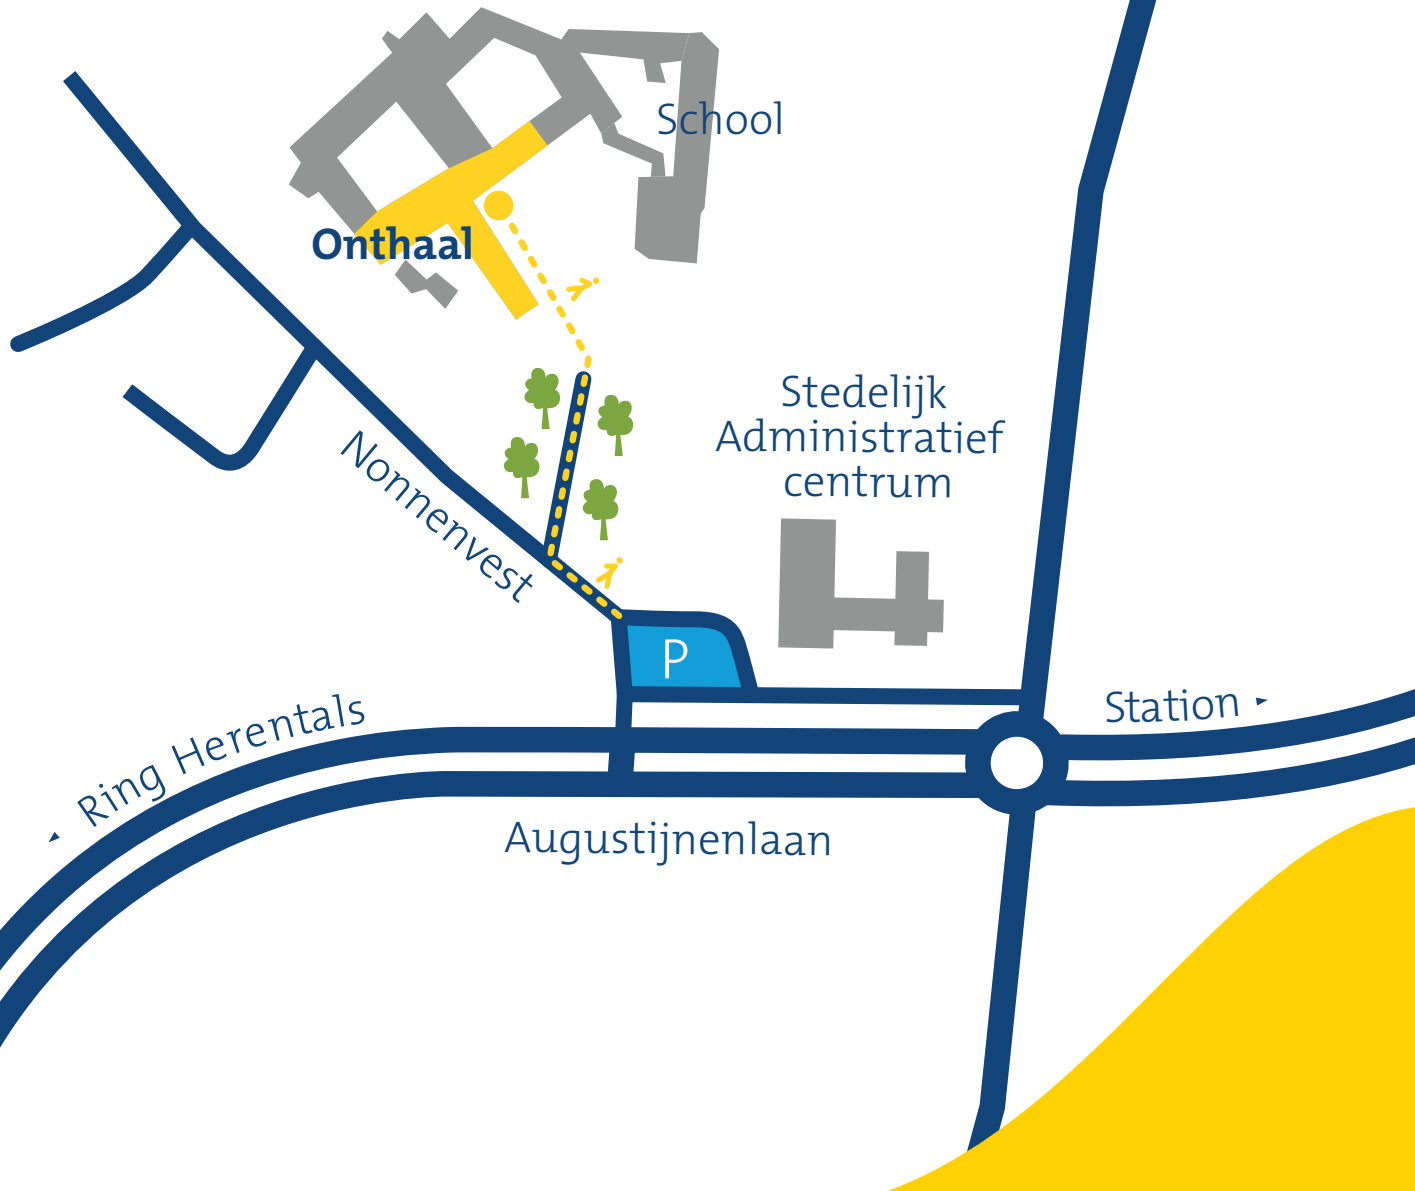 School
Onthaal
Stedelijk
Administratief
centrum
Nonnenvest
P
Station
Ring Herentals
Augustijnenlaan